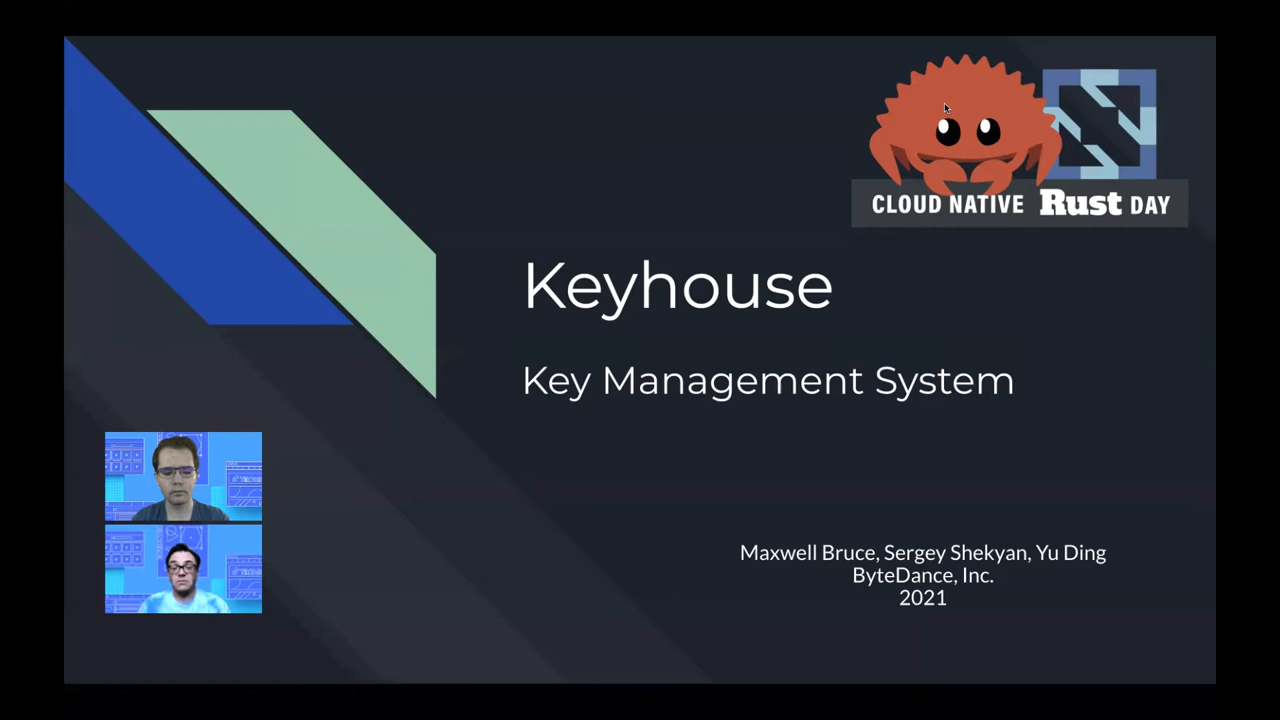 CLOUD NATIVE Rust DAY
Keyhouse
Key Management System
Maxwell Bruce, Sergey Shekyan, Yu Ding
ByteDance, Inc.
2021